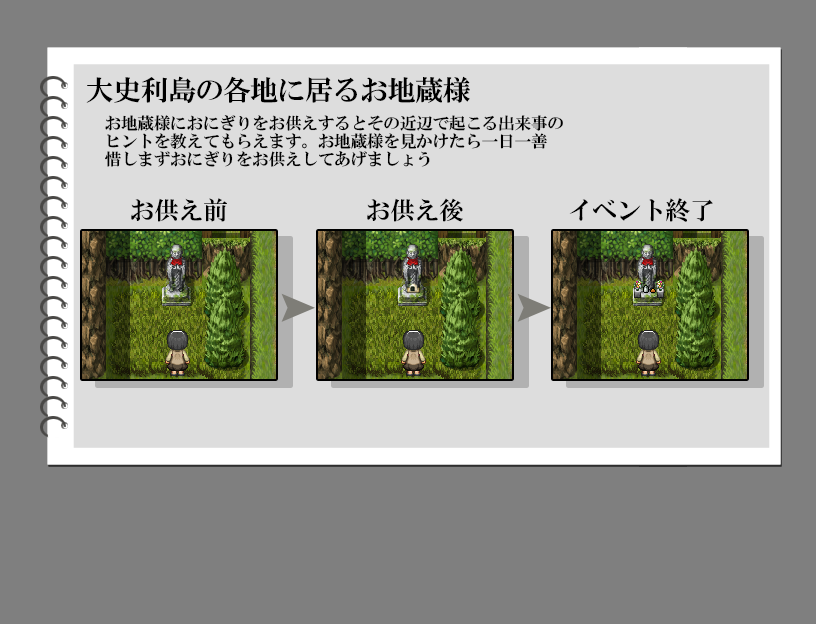 大史利島の各地に居るお地蔵様
お地蔵様におにぎりをお供えするとその近辺で起こる出来事の
ヒントを教えてもらえます。お地蔵様を見かけたら一日一善
惜しまずおにぎりをお供えしてあげましょう
お供え前
お供え後
イベント終了